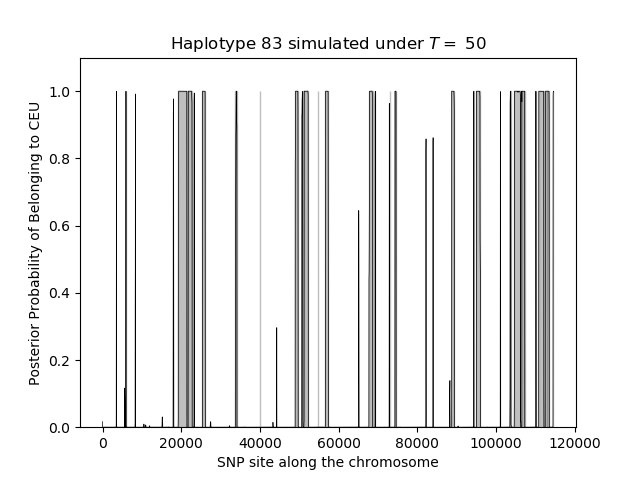 Haplotype 83 simulated under T = 50
Posterior Probability of Belonging to CEU
1.0
0.8
0.6
0.4
0.2
0.0
0 20000 40000 60000 80000 100000 120000
SNP site along the chromosome